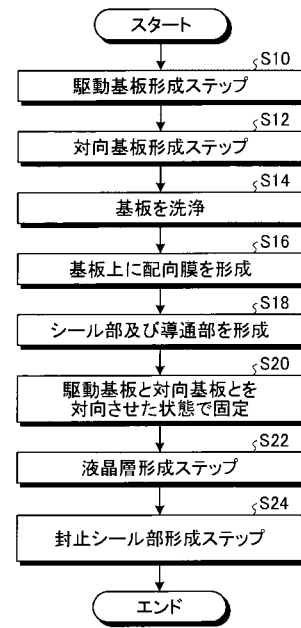 スタート
S10
駆動基板形成ステップ
S12
対向基板形成ステップ
S14
基板を洗浄
S16
基板上に配向膜を形成
S18
シール部及び導通部を形成
S20
駆動基板と対向基板とを
対向させた状態で固定
S22
液晶層形成ステップ
S24
封止シール部形成ステップ
エンド